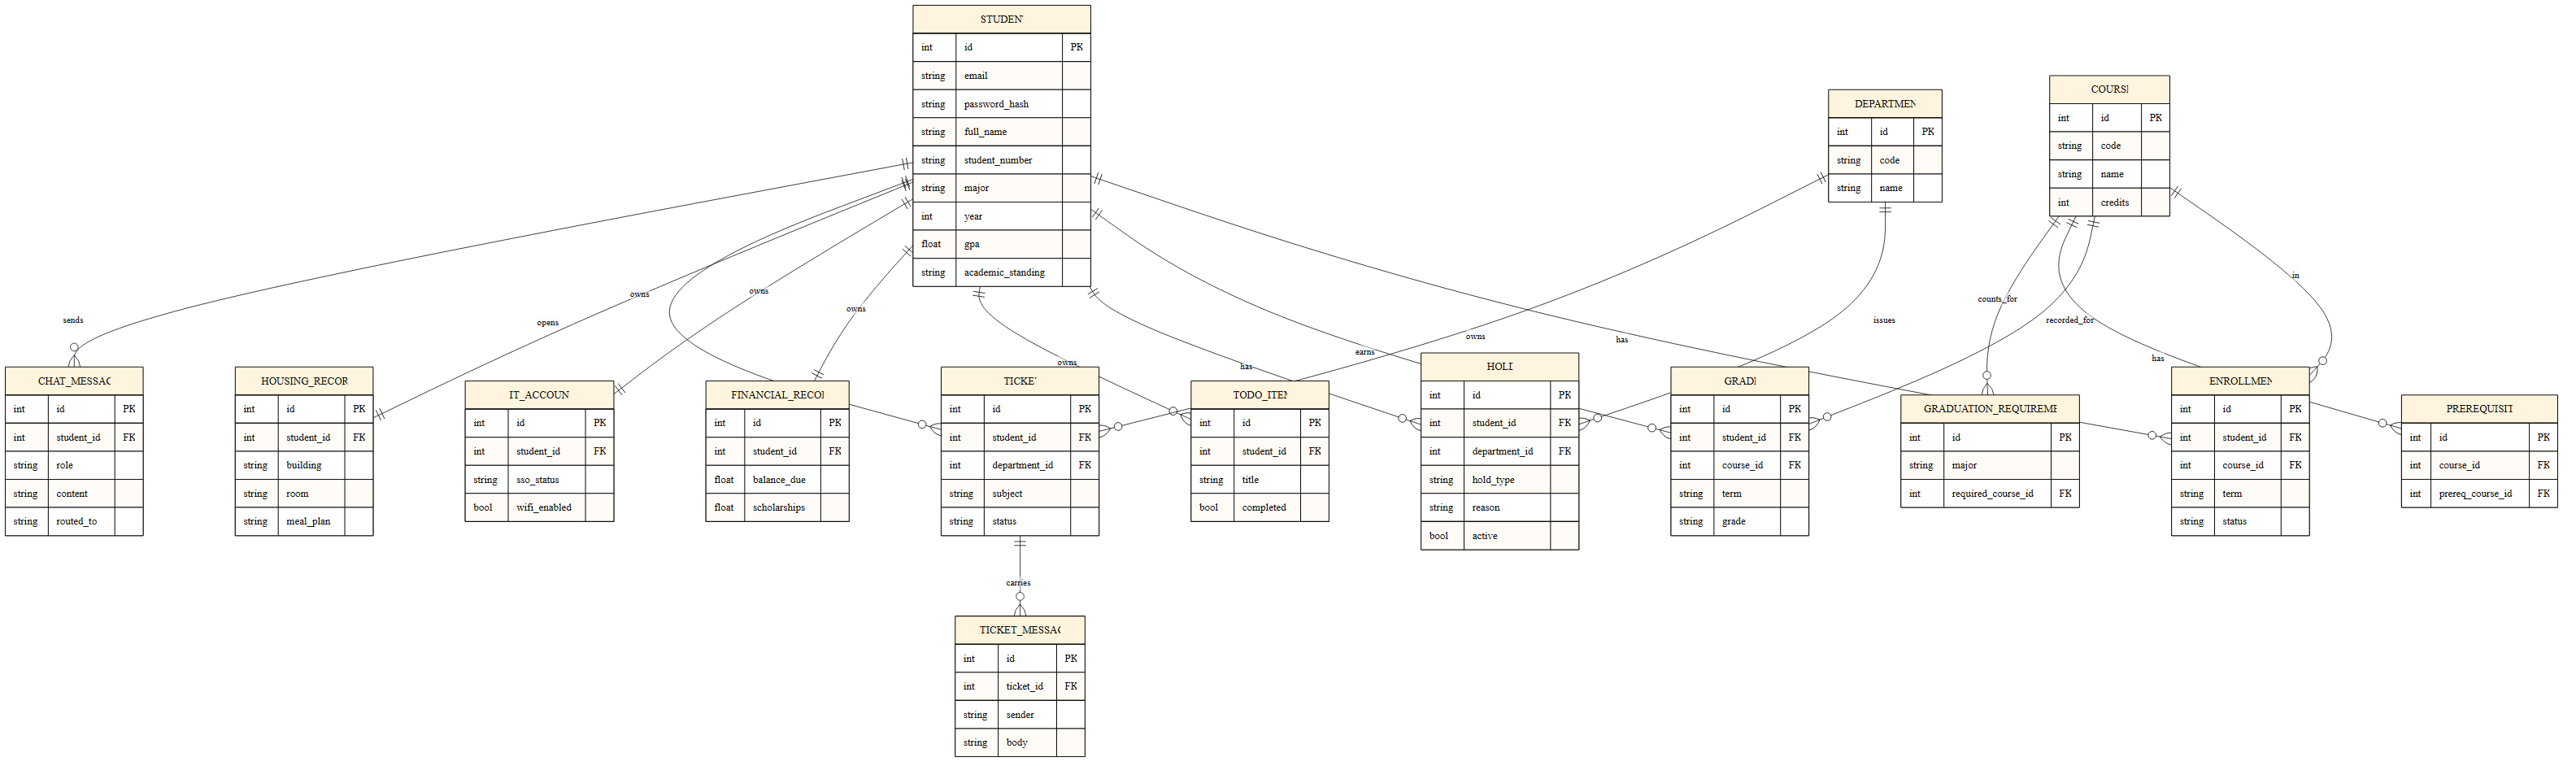 STUDENT
int id PK
string email
string password_hash
string full_name
string student_number
string major
int year
float gpa
string academic_standing
DEPARTMEN
int id PK
string code
string name
COURSI
int id PK
string code
string name
int credits
sends
opens
owns
owns
owns
owns
has
earns
owns
has
issues
counts_for
recorded_for
has
in
CHAT_MESSAC
int id PK
int student_id FK
string role
string content
string routed_to
HOUSING_RECOR
int id PK
int student_id FK
string building
string room
string meal_plan
IT_ACCOUN
int id PK
int student_id FK
string sso_status
bool wifi_enabled
FINANCIAL_RECOI
int id PK
int student_id FK
float balance_due
float scholarships
TICKE
int id PK
int student_id FK
int department_id FK
string subject
string status
TODO_ITEM
int id PK
int student_id FK
string title
bool completed
HOLI
int id PK
int student_id FK
int department_id FK
string hold_type
string reason
bool active
GRADI
int id PK
int student_id FK
int course_id FK
string term
string grade
GRADUATION_REQUIREME
int id PK
string major
int required_course_id FK
ENROLLMEN
int id PK
int student_id FK
int course_id FK
string term
string status
PREREQUISIT
int id PK
int course_id FK
int prereq_course_id FK
carries
TICKET_MESSAC
int id PK
int ticket_id FK
string sender
string body